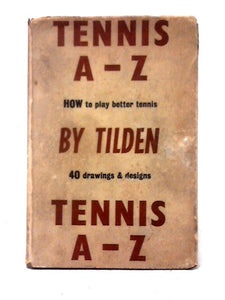 TENNIS
A-Z
HOW to play better tennis
BY TILDEN
40 drawings & designs
TENNIS
A-Z